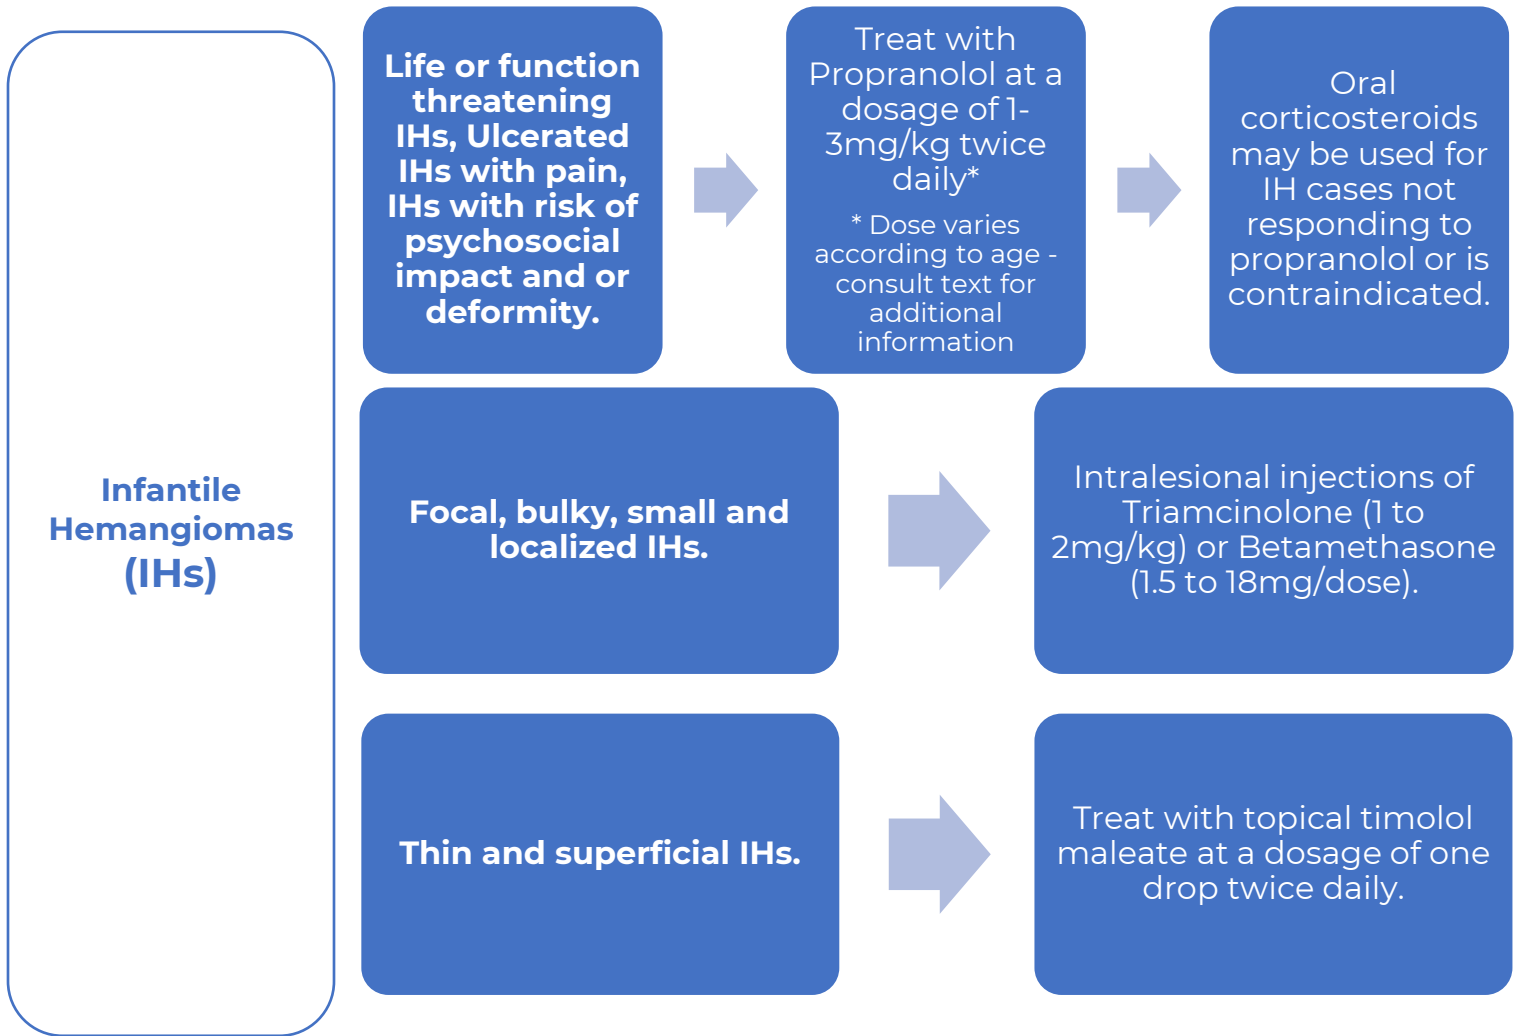 Infantile
Hemangiomas
(IHs)
Life or function
threatening
IHs, Ulcerated
IHs with pain,
IHs with risk of
psychosocial
impact and or
deformity.
Treat with
Propranolol at a
dosage of 1-
3mg/kg twice
daily*
* Dose varies
according to age -
consult text for
additional
information
Oral
corticosteroids
may be used for
IH cases not
responding to
propranolol or is
contraindicated.
Focal, bulky, small and
localized IHs.
Intralesional injections of
Triamcinolone (1 to
2mg/kg) or Betamethasone
(1.5 to 18mg/dose).
Thin and superficial IHs.
Treat with topical timolol
maleate at a dosage of one
drop twice daily.